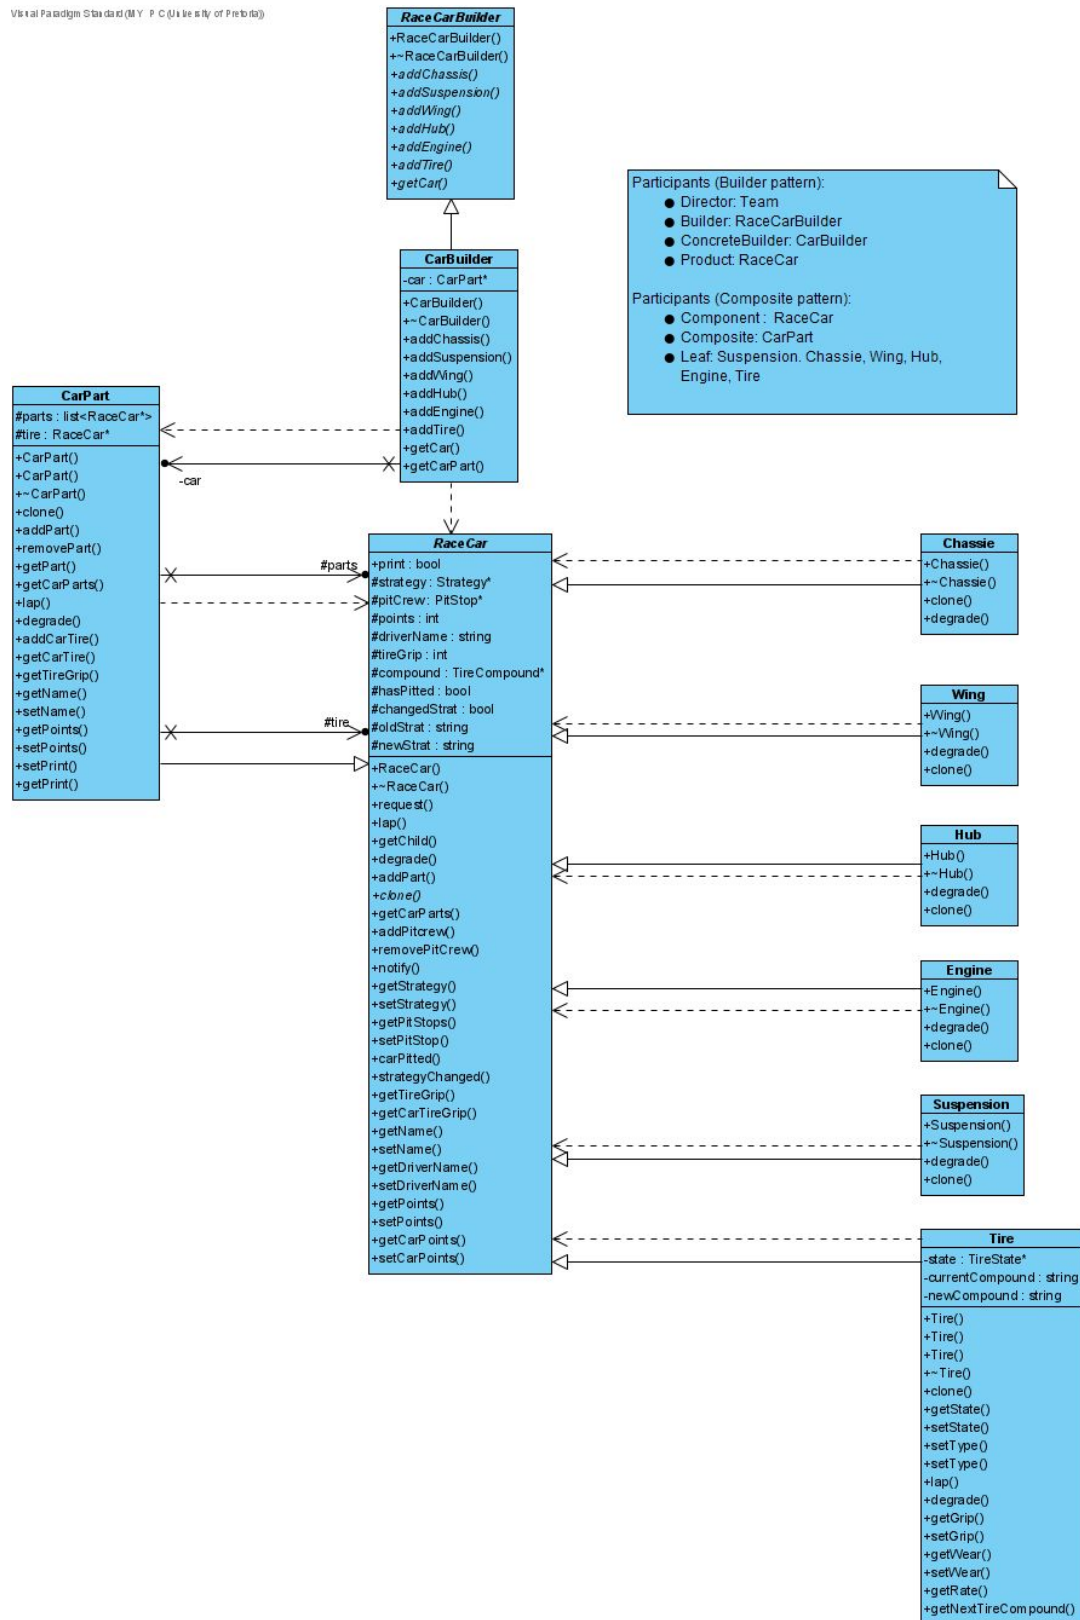 Visual Paradigm Standard(MY P C(University of Pretoria))
RaceCarBuilder
+RaceCarBuilder()
+~RaceCarBuilder()
+addChassis()
+addSuspension()
+addWing()
+addHub()
+addEngine()
+addTire()
+getCar()
Participants (Builder pattern):
● Director: Team
● Builder: RaceCarBuilder
● ConcreteBuilder: CarBuilder
● Product: RaceCar
Participants (Composite pattern):
● Component : RaceCar
● Composite: CarPart
● Leaf: Suspension. Chassie, Wing, Hub,
Engine, Tire
CarBuilder
-car : CarPart*
+CarBuilder()
+~CarBuilder()
+addChassis()
+addSuspension()
+addWing()
+addHub()
+addEngine()
+addTire()
+getCar()
+getCarPart()
CarPart
#parts : list<RaceCar*>
#tire : RaceCar*
+CarPart()
+CarPart()
+~CarPart()
+clone()
+addPart()
+removePart()
+getPart()
+getCarParts()
+lap()
+degrade()
+addCarTire()
+getCarTire()
+getTireGrip()
+getName()
+setName()
+getPoints()
+setPoints()
+setPrint()
+getPrint()
-car
#parts
#tire
RaceCar
+print : bool
#strategy : Strategy*
#pitCrew : PitStop*
#points : int
#driverName : string
#tireGrip : int
#compound : TireCompound*
#hasPitted : bool
#changedStrat : bool
#oldStrat : string
#newStrat : string
+RaceCar()
+~RaceCar()
+request()
+lap()
+getChild()
+degrade()
+addPart()
+clone()
+getCarParts()
+addPitcrew()
+removePitCrew()
+notify()
+getStrategy()
+setStrategy()
+getPitStops()
+setPitStop()
+carPitted()
+strategyChanged()
+getTireGrip()
+getCarTireGrip()
+getName()
+setName()
+getDriverName()
+setDriverName()
+getPoints()
+setPoints()
+getCarPoints()
+setCarPoints()
Chassie
+Chassie()
+~Chassie()
+clone()
+degrade()
Wing
+Wing()
+~Wing()
+degrade()
+clone()
Hub
+Hub()
+~Hub()
+degrade()
+clone()
Engine
+Engine()
+~Engine()
+degrade()
+clone()
Suspension
+Suspension()
+~Suspension()
+degrade()
+clone()
Tire
-state : TireState*
-currentCompound : string
-newCompound : string
+Tire()
+Tire()
+Tire()
+~Tire()
+clone()
+getState()
+setState()
+setType()
+setType()
+lap()
+degrade()
+getGrip()
+setGrip()
+getWear()
+setWear()
+getRate()
+getNextTireCompound()